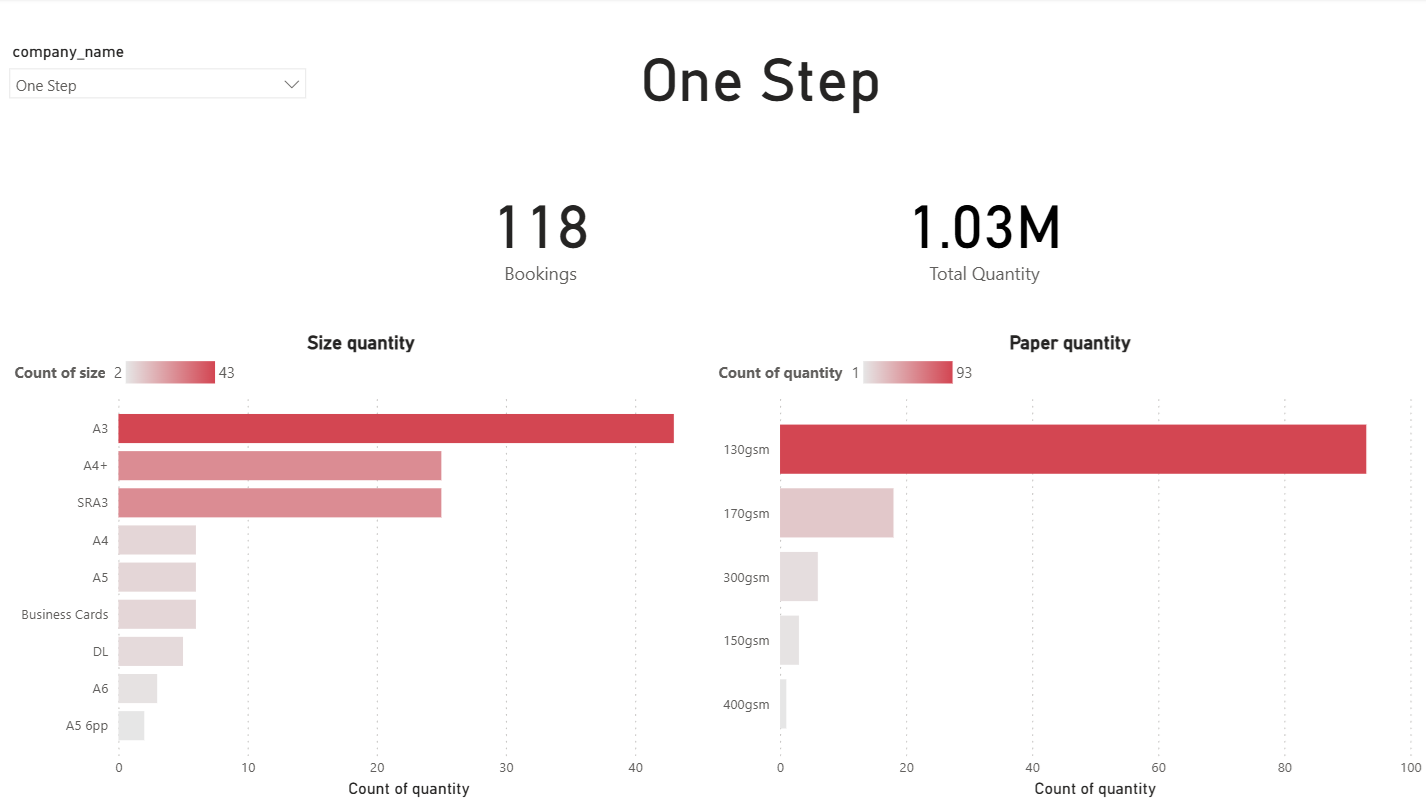 company_name
One Step
One Step
118
Bookings
1.03M
Total Quantity
Size quantity
Count of size 2 43
A3
A4+
SRA3
A4
A5
Business Cards
DL
A6
A5 6pp
0 10 20 30 40
Count of quantity
Paper quantity
Count of quantity 1 93
130gsm
170gsm
300gsm
150gsm
400gsm
0 20 40 60 80 100
Count of quantity